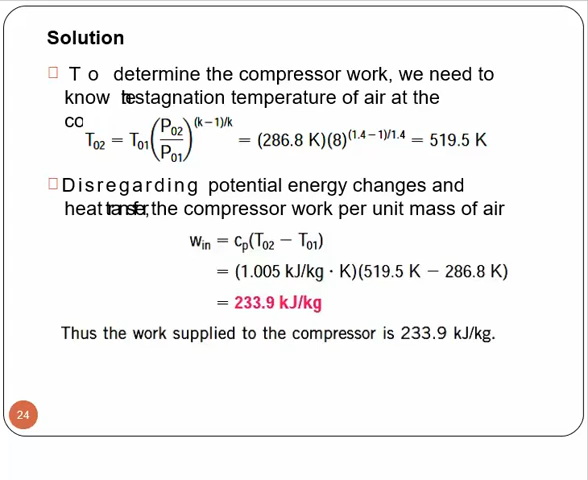 Solution
To determine the compressor work, we need to
know the stagnation temperature of air at the
co
T02 = T01(P02/P01)^(k−1)/k = (286.8 K)(8)^(1.4−1)/1.4 = 519.5 K
Disregarding potential energy changes and
heat transfer, the compressor work per unit mass of air
win = cp(T02 − T01)
= (1.005 kJ/kg · K)(519.5 K − 286.8 K)
= 233.9 kJ/kg
Thus the work supplied to the compressor is 233.9 kJ/kg.
24